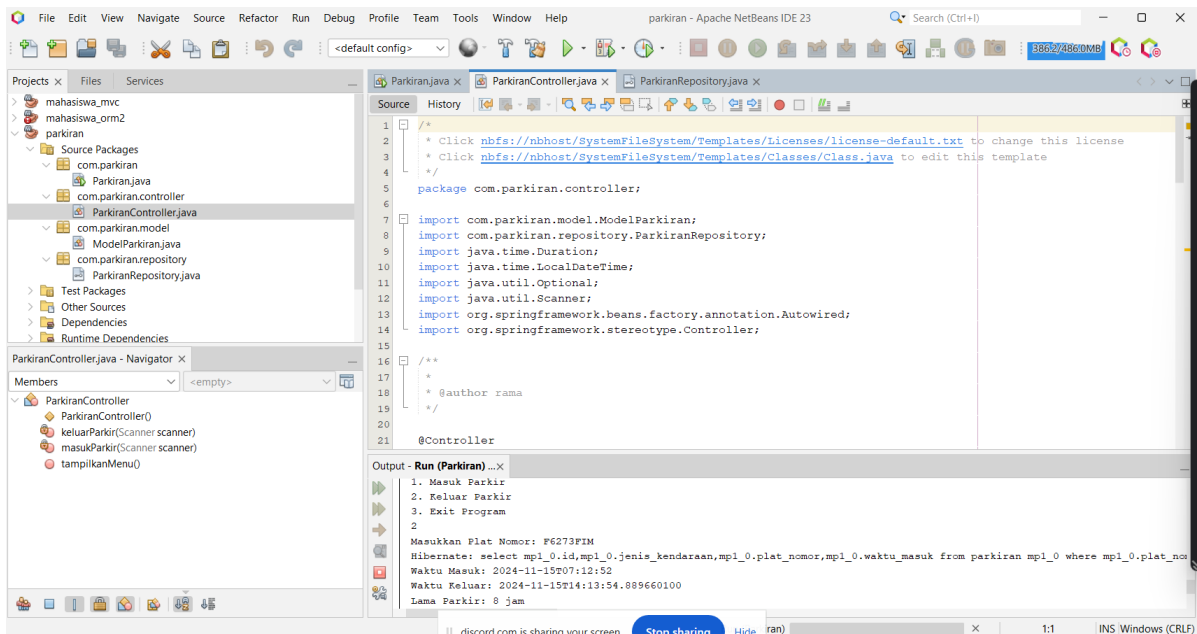 File Edit View Navigate Source Refactor Run Debug Profile Team Tools Window Help parkiran - Apache NetBeans IDE 23 Search (Ctrl+I)
<default config> 386.2/486.0MB
Projects Files Services
mahasiswa_mvc
mahasiswa_orm2
parkiran
Source Packages
com.parkiran
Parkiran.java
com.parkiran.controller
ParkiranController.java
com.parkiran.model
ModelParkiran.java
com.parkiran.repository
ParkiranRepository.java
Test Packages
Other Sources
Dependencies
Runtime Dependencies
ParkiranController.java - Navigator
Members <empty>
ParkiranController
ParkiranController()
keluarParkir(Scanner scanner)
masukParkir(Scanner scanner)
tampilkanMenu()
Parkiran.java ParkiranController.java ParkiranRepository.java
Source History
1 /*
2 * Click nbfs://nbhost/SystemFileSystem/Templates/Licenses/license-default.txt to change this license
3 * Click nbfs://nbhost/SystemFileSystem/Templates/Classes/Class.java to edit this template
4 */
5 package com.parkiran.controller;
6
7 import com.parkiran.model.ModelParkiran;
8 import com.parkiran.repository.ParkiranRepository;
9 import java.time.Duration;
10 import java.time.LocalDateTime;
11 import java.util.Optional;
12 import java.util.Scanner;
13 import org.springframework.beans.factory.annotation.Autowired;
14 import org.springframework.stereotype.Controller;
15
16 /**
17 *
18 * @author rama
19 */
20
21 @Controller
Output - Run (Parkiran) ...
1. Masuk Parkir
2. Keluar Parkir
3. Exit Program
2
Masukkan Plat Nomor: F6273FIM
Hibernate: select mp1_0.id,mp1_0.jenis_kendaraan,mp1_0.plat_nomor,mp1_0.waktu_masuk from parkiran mp1_0 where mp1_0.plat_no
Waktu Masuk: 2024-11-15T07:12:52
Waktu Keluar: 2024-11-15T14:13:54.889660100
Lama Parkir: 8 jam
discord.com is sharing your screen. Stop sharing Hide
ran) 1:1 INS Windows (CRLF)